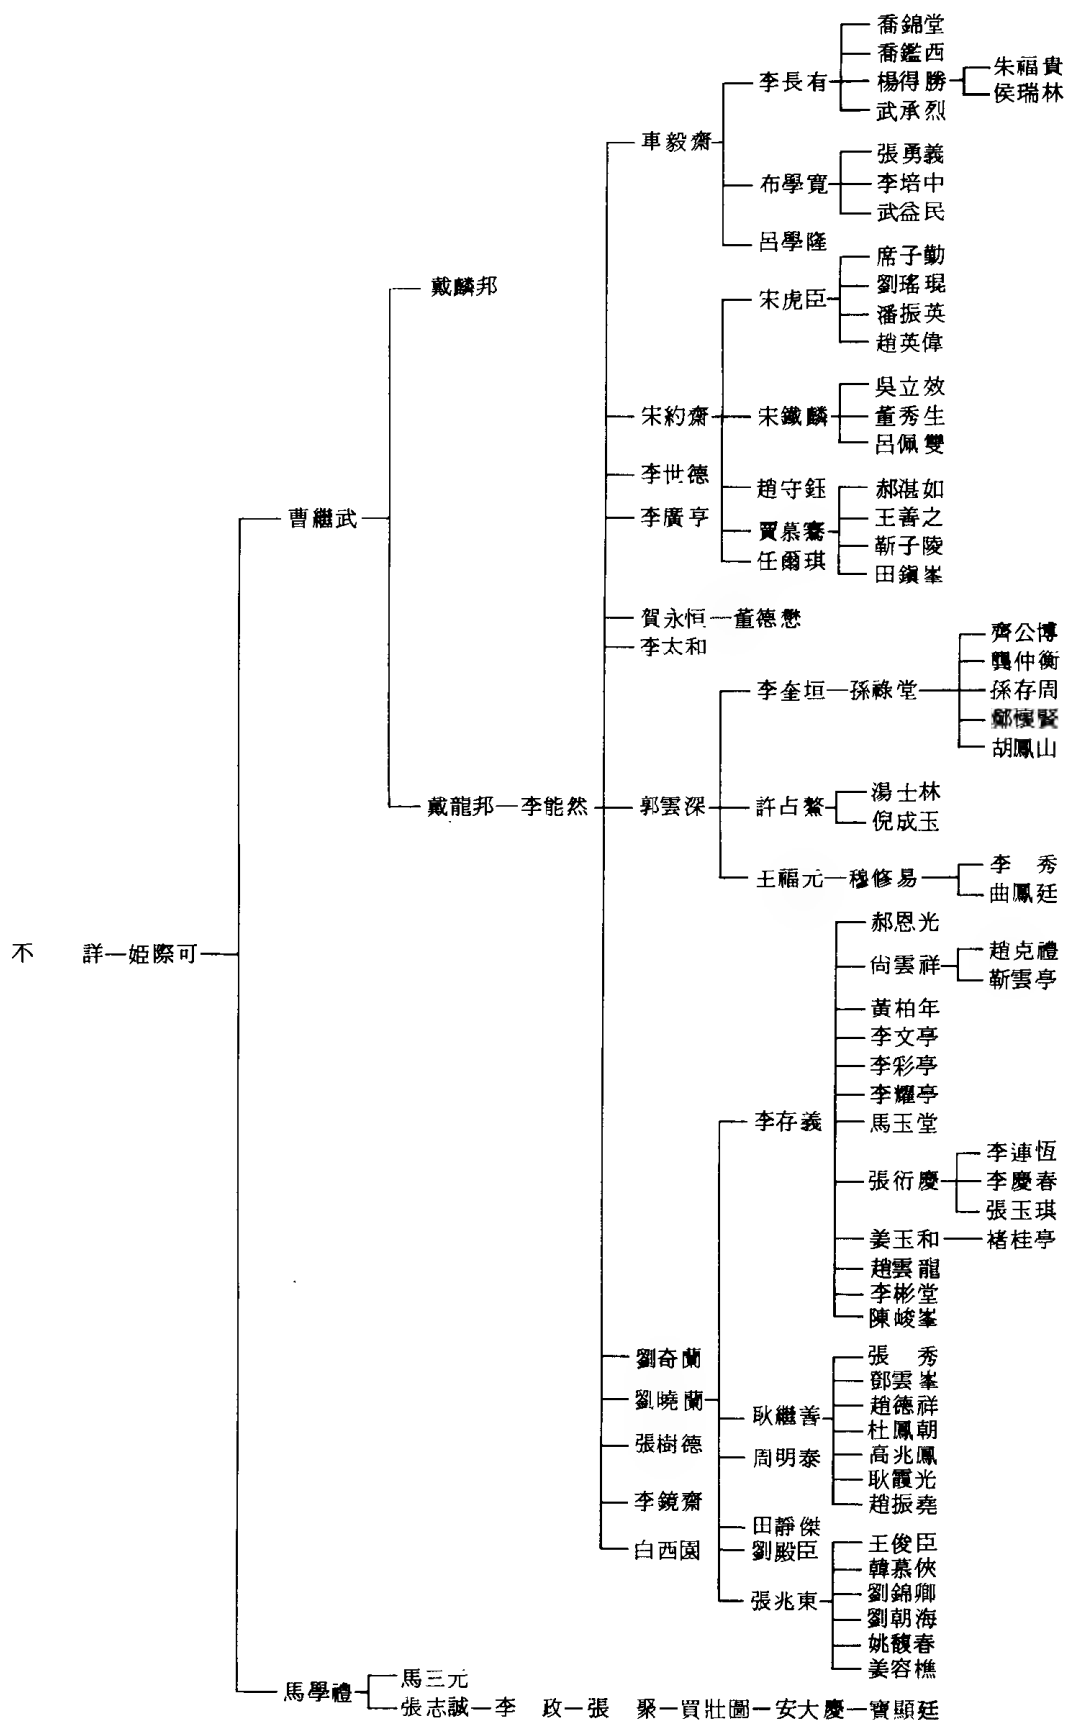 喬錦堂
喬鑑西
朱福貴
李長有
楊得勝
侯瑞林
武承烈
車毅齋
張勇義
布學寬
李培中
武益民
呂學隆
席子勤
戴麟邦
劉瑤琨
宋虎臣
潘振英
趙英偉
吳立效
宋約齋
宋鐵麟
董秀生
呂佩雙
李世德
趙守鈺
郝湛如
曹繼武
李廣亨
王善之
賈慕騫
靳子陵
任爾琪
田鎮峯
賀永恒
董德懋
齊公博
李太和
龔仲衡
李奎垣
孫祿堂
孫存周
鄭懷賢
胡鳳山
湯士林
戴龍邦
李能然
郭雲深
許占鰲
倪成玉
李 秀
王福元
穆修易
曲鳳廷
郝恩光
不 詳
姬際可
趙克禮
尙雲祥
靳雲亭
黃柏年
李文亭
李彩亭
李耀亭
李存義
馬玉堂
李連恆
張衍慶
李慶春
張玉琪
姜玉和
褚桂亭
趙雲龍
李彬堂
陳峻峯
劉奇蘭
張 秀
鄧雲峯
劉曉蘭
趙德祥
耿繼善
杜鳳朝
張樹德
周明泰
高兆鳳
耿霞光
李鏡齋
趙振堯
田靜傑
王俊臣
白西園
劉殿臣
韓慕俠
張兆東
劉錦卿
劉朝海
姚馥春
姜容樵
馬學禮
馬三元
張志誠
李 政
張 聚
買壯圖
安大慶
寶顯廷